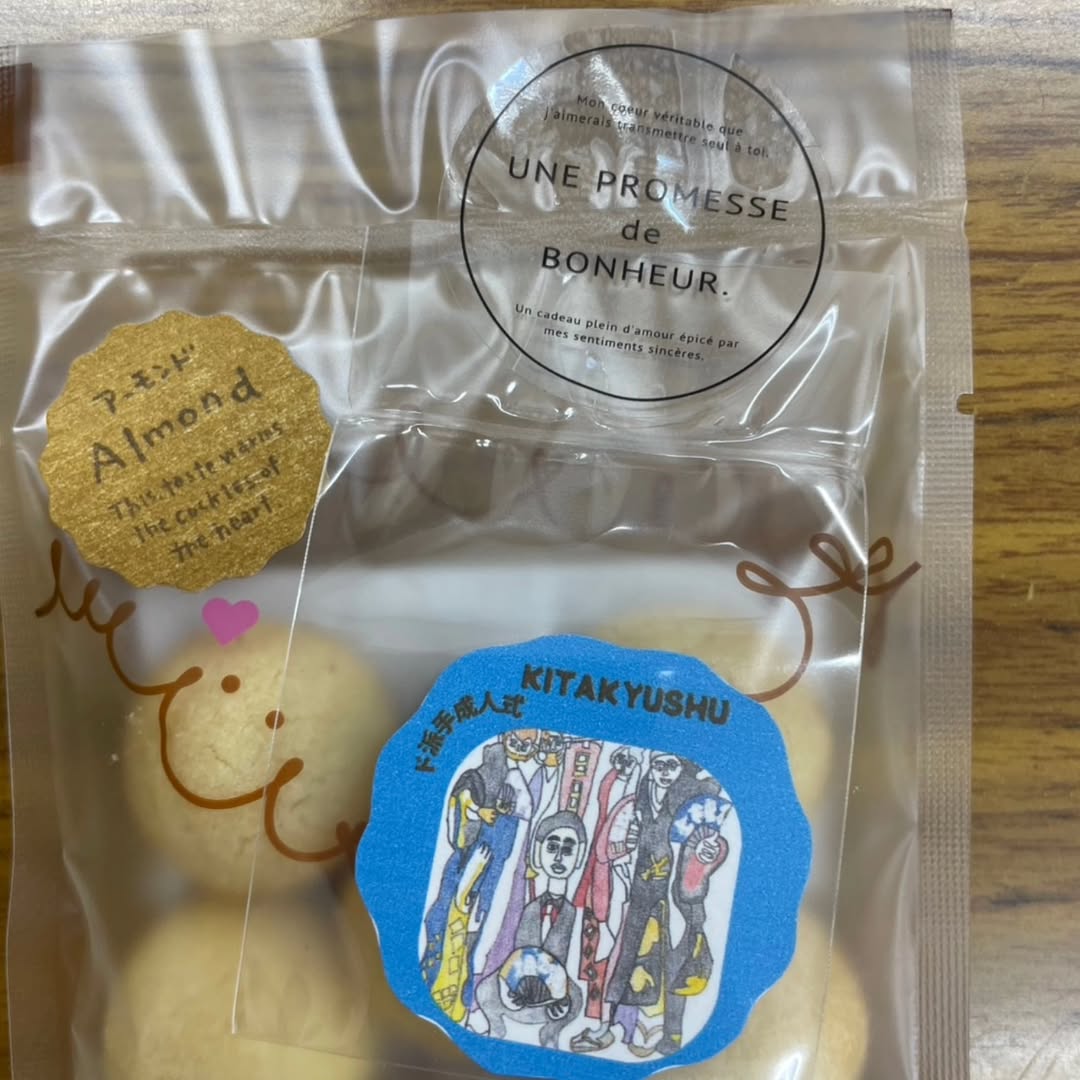 Mon coeur véritable que
j'aimerais transmettre seul à toi.
UNE PROMESSE
de
BONHEUR.
Un cadeau plein d'amour épicé par
mes sentiments sincères.
アーモンド
Almond
This taste warms
the cockles of
the heart.
KITAKYUSHU
ド派手成人式